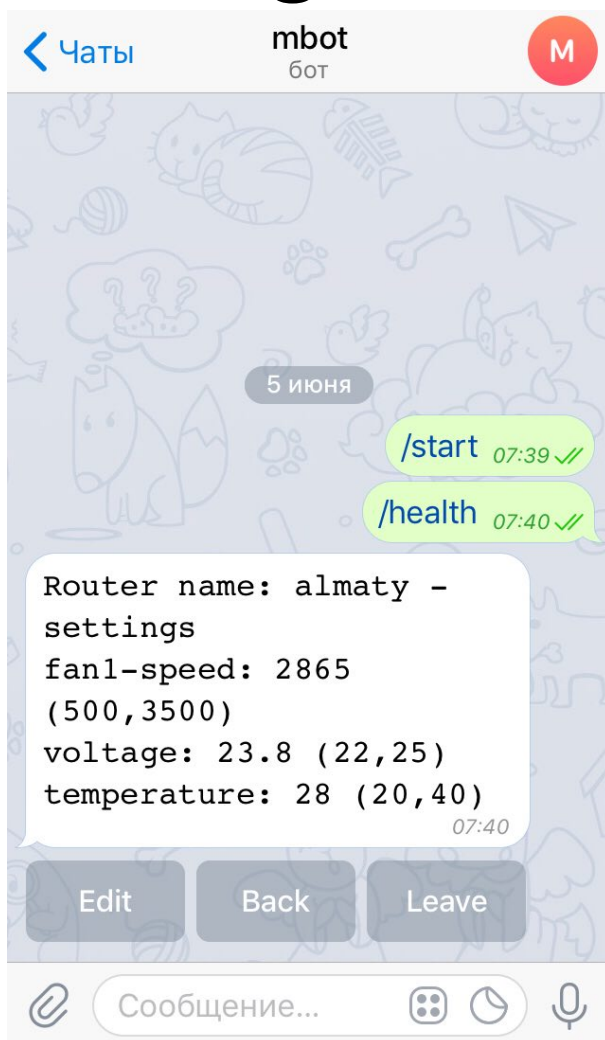 Чаты
mbot
бот
M
???
5 июня
/start 07:39
/health 07:40
Router name: almaty -
settings
fan1-speed: 2865
(500,3500)
voltage: 23.8 (22,25)
temperature: 28 (20,40)
07:40
Edit Back Leave
Сообщение...